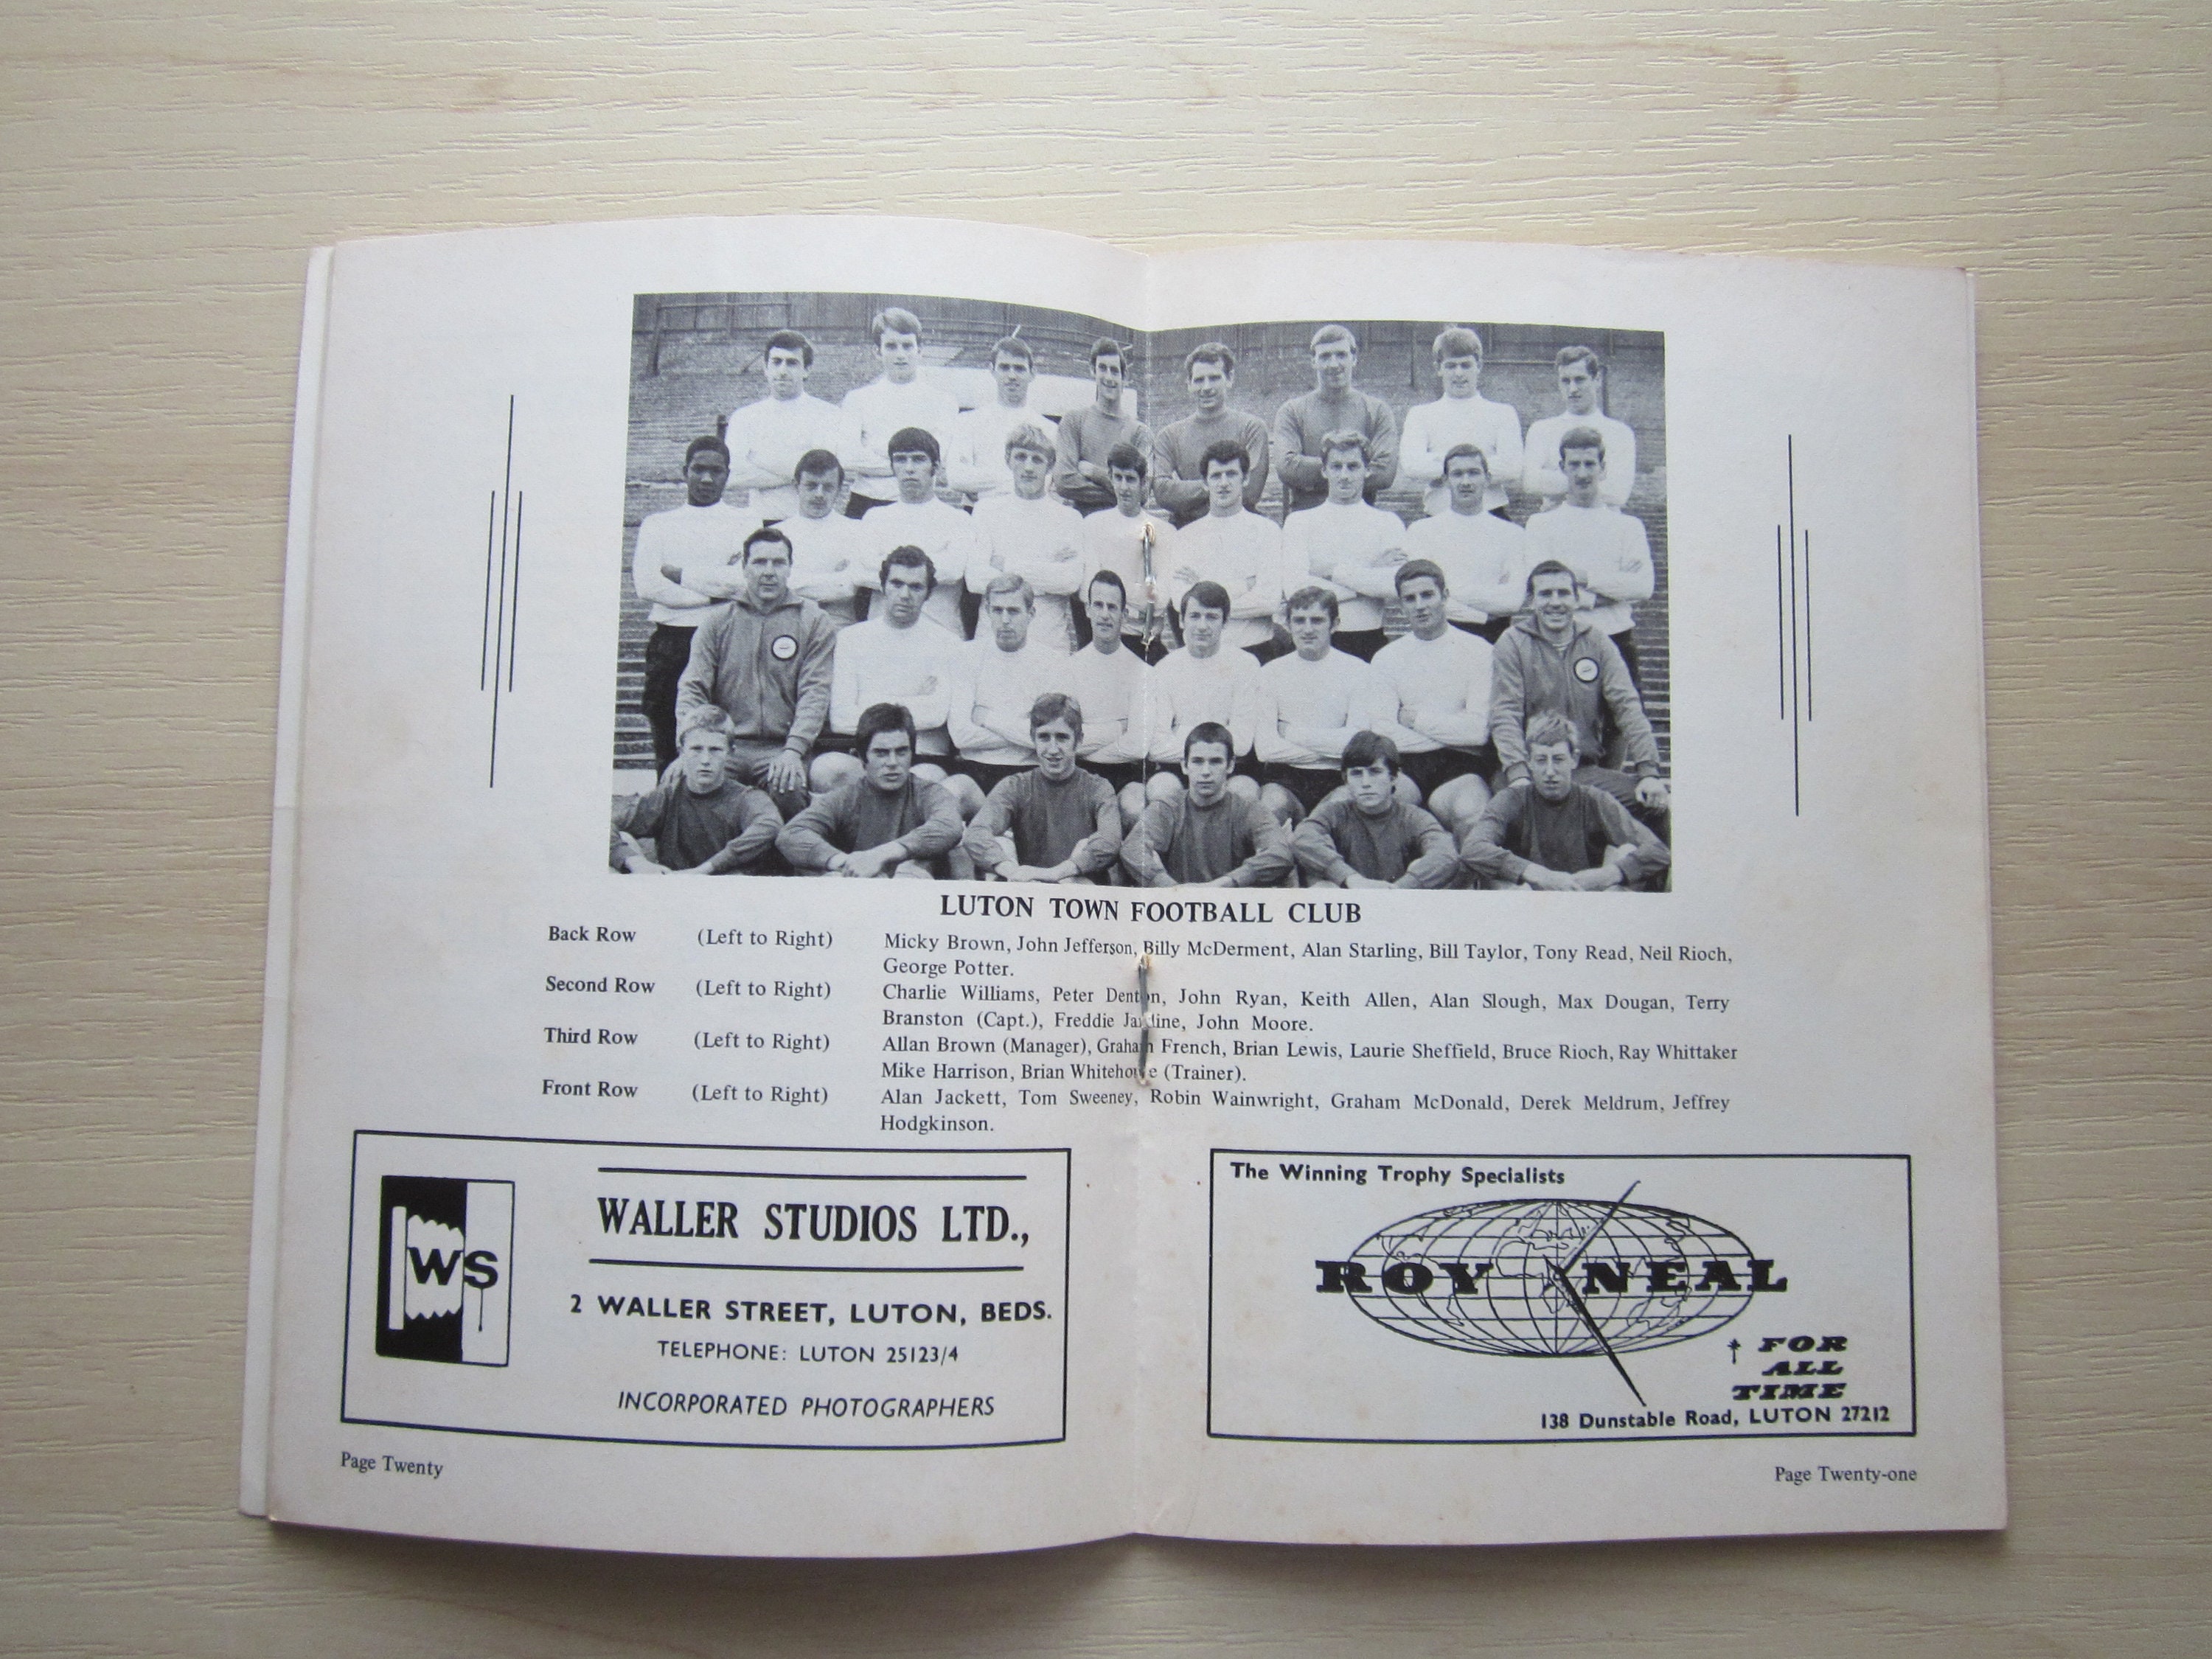 LUTON TOWN FOOTBALL CLUB
Back Row (Left to Right) Micky Brown, John Jefferson, Billy McDerment, Alan Starling, Bill Taylor, Tony Read, Neil Rioch,
George Potter.
Second Row (Left to Right) Charlie Williams, Peter Denton, John Ryan, Keith Allen, Alan Slough, Max Dougan, Terry
Branston (Capt.), Freddie Jardine, John Moore.
Third Row (Left to Right) Allan Brown (Manager), Graham French, Brian Lewis, Laurie Sheffield, Bruce Rioch, Ray Whittaker
Mike Harrison, Brian Whitehouse (Trainer).
Front Row (Left to Right) Alan Jackett, Tom Sweeney, Robin Wainwright, Graham McDonald, Derek Meldrum, Jeffrey
Hodgkinson.
WS
WALLER STUDIOS LTD.,
2 WALLER STREET, LUTON, BEDS.
TELEPHONE: LUTON 25123/4
INCORPORATED PHOTOGRAPHERS
Page Twenty
The Winning Trophy Specialists
ROY NEAL
FOR
ALL
TIME
138 Dunstable Road, LUTON 27212
Page Twenty-one